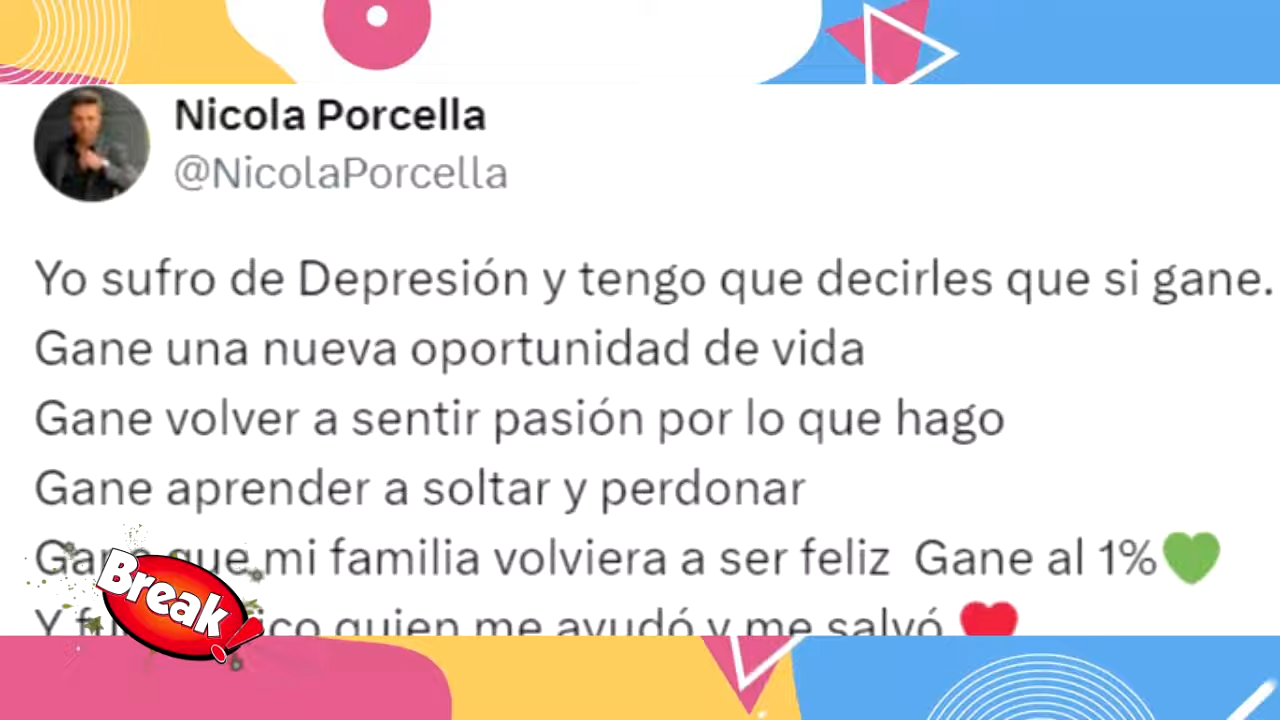 Nicola Porcella
@NicolaPorcella
Yo sufro de Depresión y tengo que decirles que si gane.
Gane una nueva oportunidad de vida
Gane volver a sentir pasión por lo que hago
Gane aprender a soltar y perdonar
Gane que mi familia volviera a ser feliz Gane al 1%💚
Y quien me ayudó y me salvó ❤️
Break!